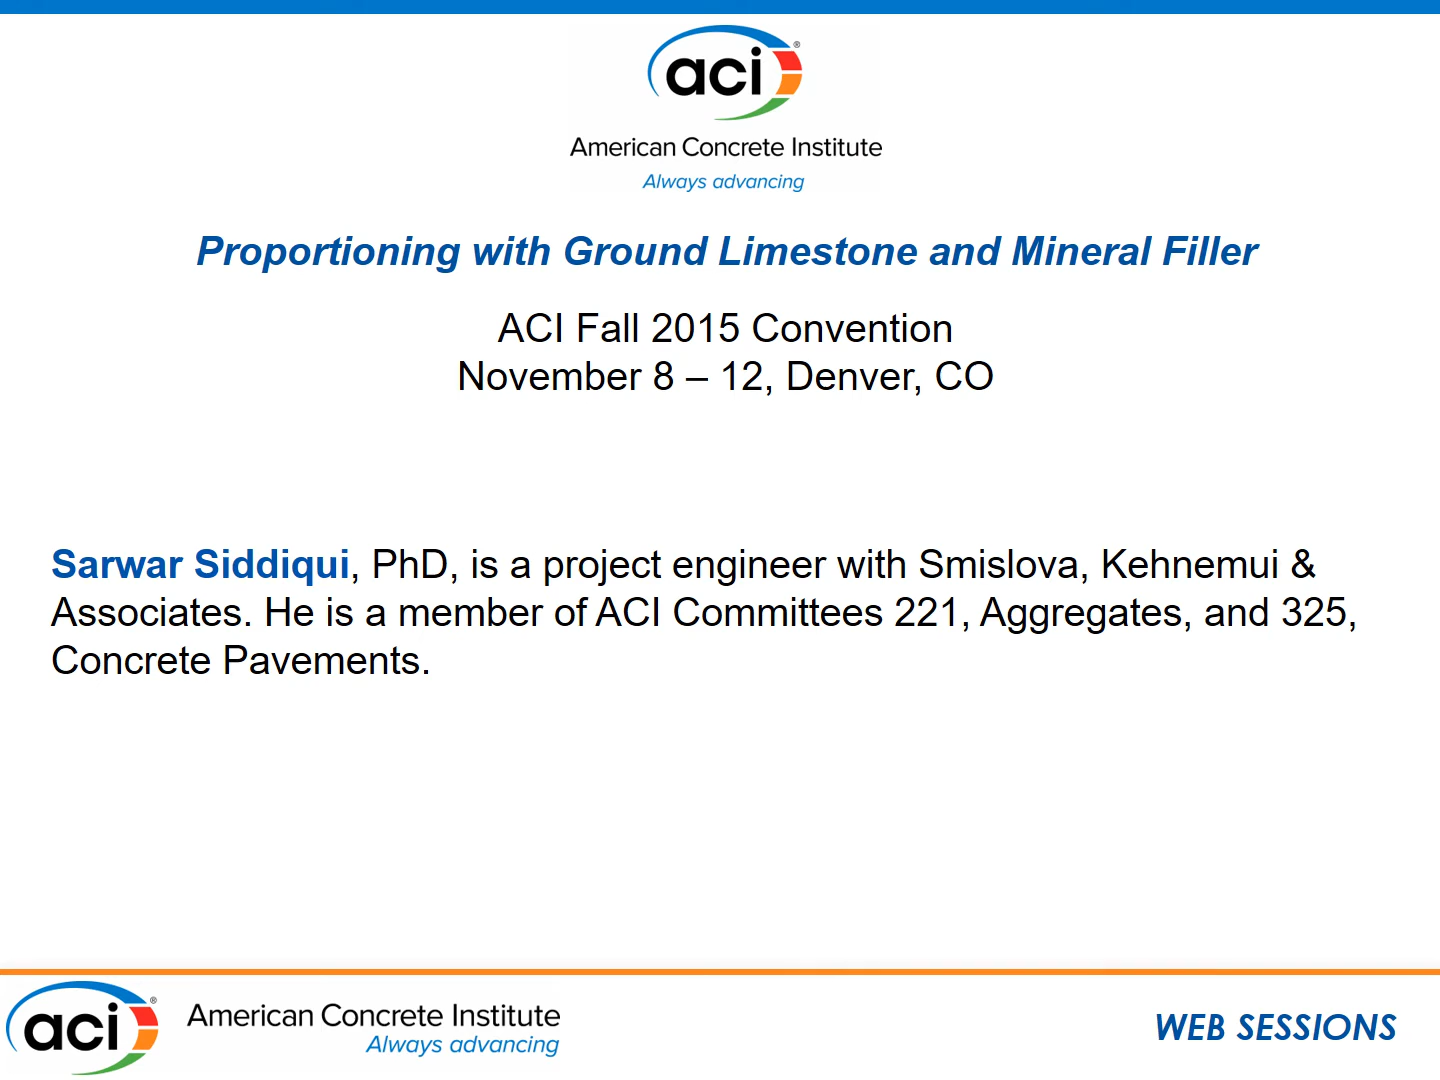 aci®
American Concrete Institute
Always advancing
Proportioning with Ground Limestone and Mineral Filler
ACI Fall 2015 Convention
November 8 – 12, Denver, CO
Sarwar Siddiqui, PhD, is a project engineer with Smislova, Kehnemui &
Associates. He is a member of ACI Committees 221, Aggregates, and 325,
Concrete Pavements.
aci®
American Concrete Institute
Always advancing
WEB SESSIONS